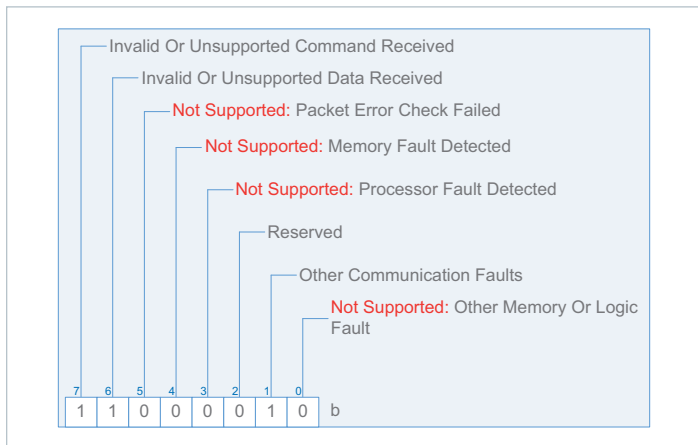 Invalid Or Unsupported Command Received
Invalid Or Unsupported Data Received
Not Supported: Packet Error Check Failed
Not Supported: Memory Fault Detected
Not Supported: Processor Fault Detected
Reserved
Other Communication Faults
Not Supported: Other Memory Or Logic
Fault
7 6 5 4 3 2 1 0
1 1 0 0 0 0 1 0 b